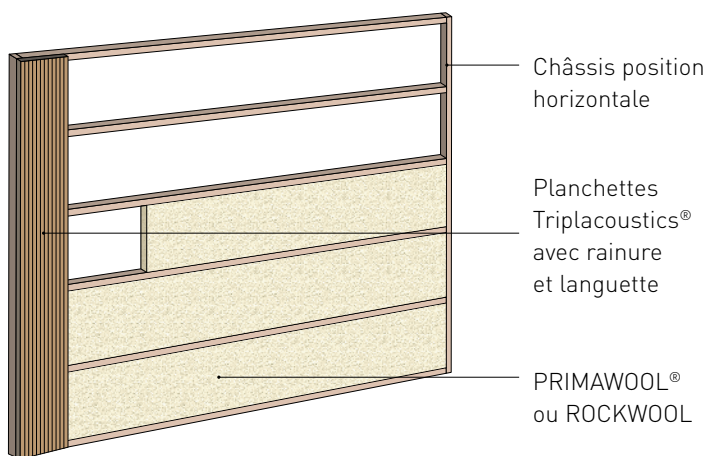 Châssis position
horizontale
Planchettes
Triplacoustics®
avec rainure
et languette
PRIMAWOOL®
ou ROCKWOOL